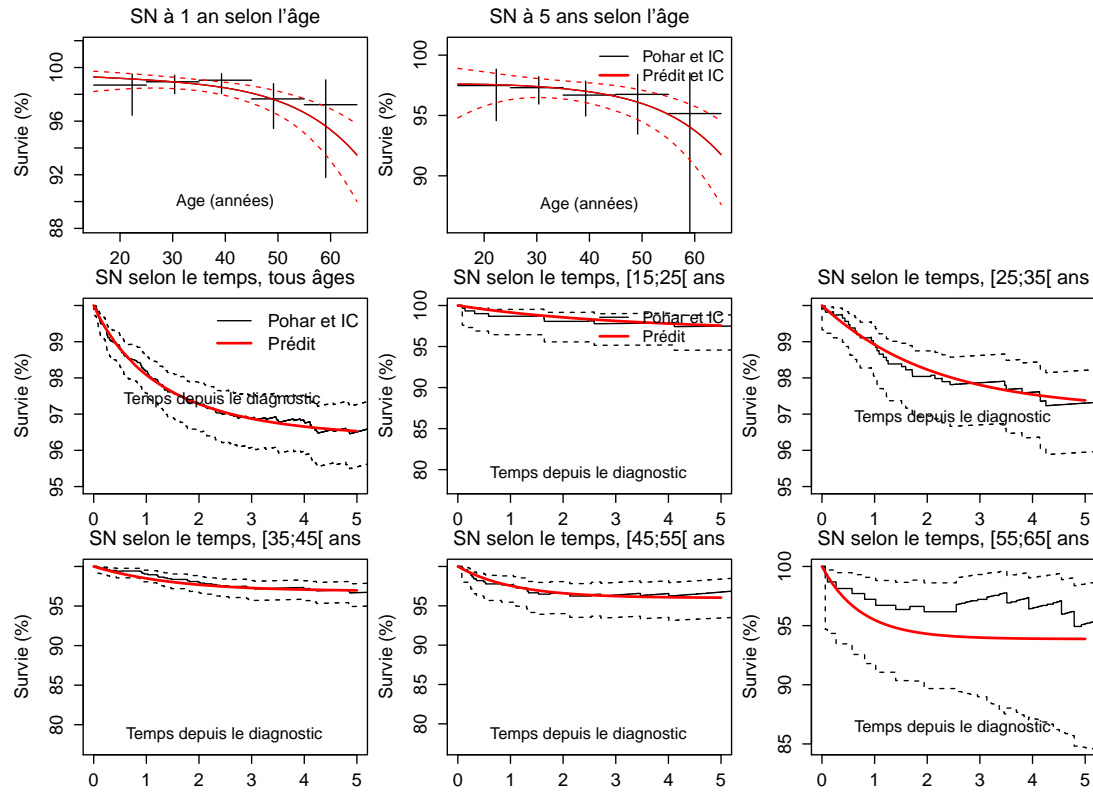 SN à 1 an selon l'âge
Survie (%)
88 92 96 100
Age (années)
20 30 40 50 60
SN à 5 ans selon l'âge
Survie (%)
90 95 100
Pohar et IC
Prédit et IC
Age (années)
20 30 40 50 60
SN selon le temps, tous âges
Survie (%)
95 96 97 98 99
Pohar et IC
Prédit
Temps depuis le diagnostic
0 1 2 3 4 5
SN selon le temps, [15;25[ ans
Survie (%)
80 85 90 95 100
Pohar et IC
Prédit
Temps depuis le diagnostic
0 1 2 3 4 5
SN selon le temps, [25;35[ ans
Survie (%)
95 96 97 98 99
Temps depuis le diagnostic
0 1 2 3 4 5
SN selon le temps, [35;45[ ans
Survie (%)
80 85 90 95
Temps depuis le diagnostic
0 1 2 3 4 5
SN selon le temps, [45;55[ ans
Survie (%)
80 85 90 95
Temps depuis le diagnostic
0 1 2 3 4 5
SN selon le temps, [55;65[ ans
Survie (%)
85 90 95 100
Temps depuis le diagnostic
0 1 2 3 4 5